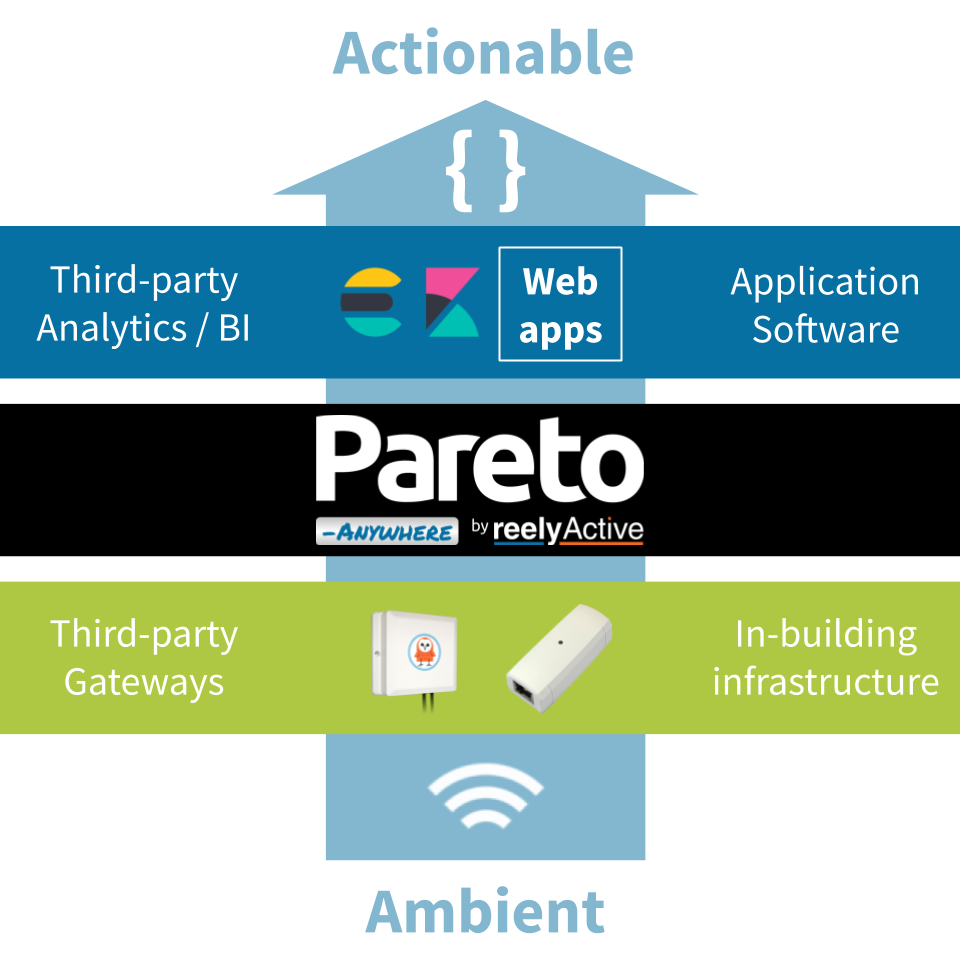 Actionable
{ }
Third-party
Analytics / BI
Web
apps
Application
Software
Pareto
-ANYWHERE
by reelyActive
Third-party
Gateways
In-building
infrastructure
Ambient